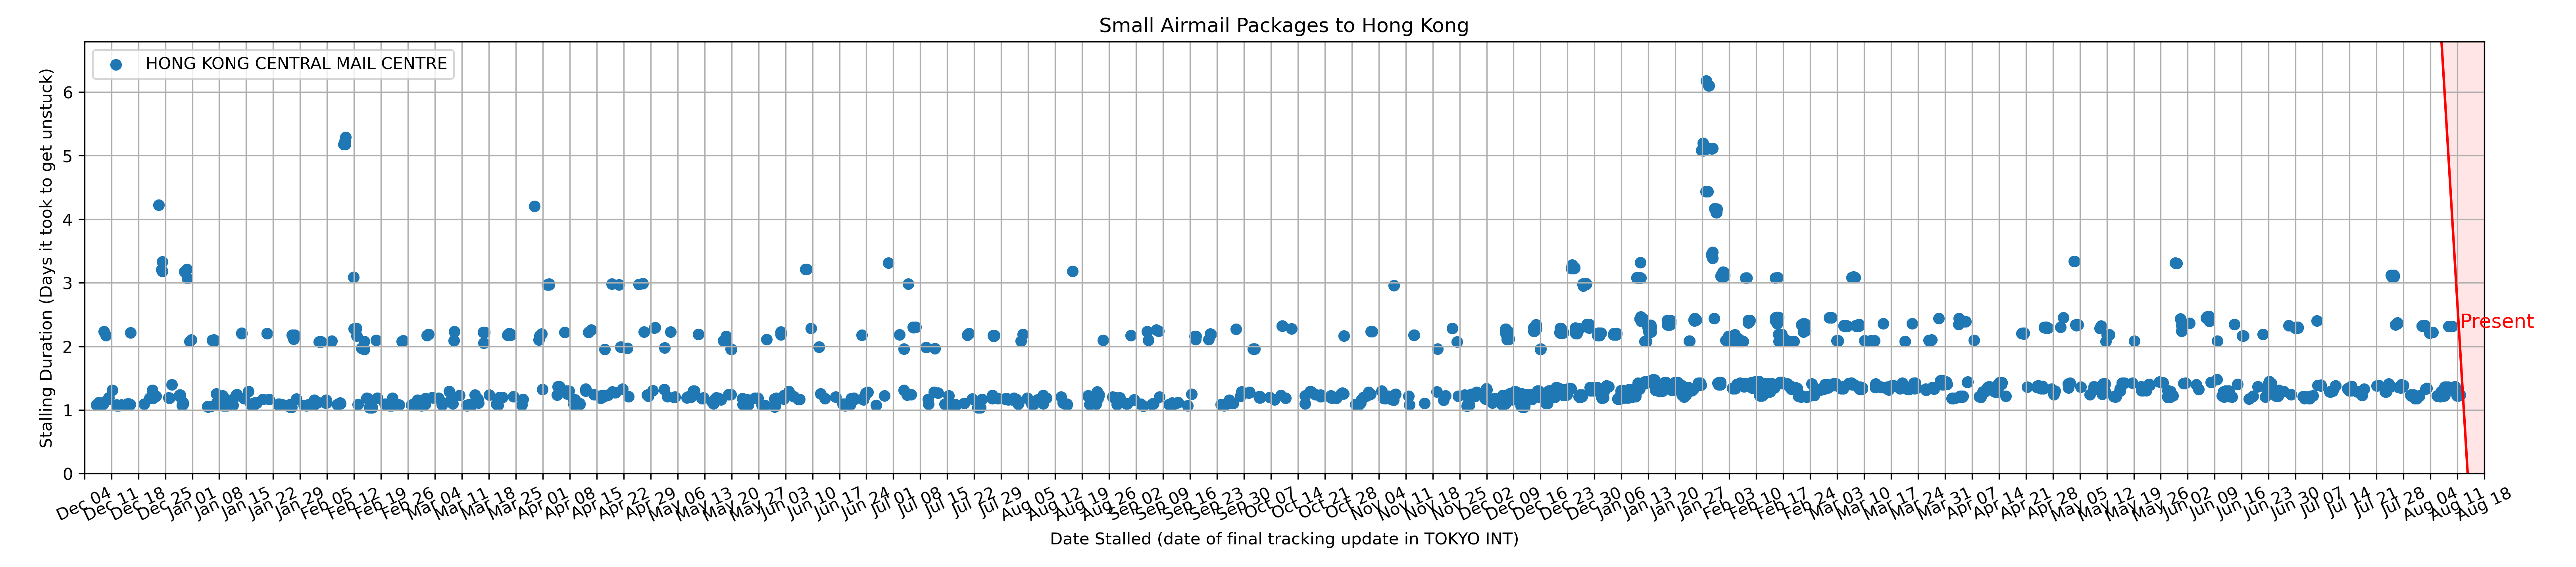 Small Airmail Packages to Hong Kong
HONG KONG CENTRAL MAIL CENTRE
Stalling Duration (Days it took to get unstuck)
6
5
4
3
2
1
0
Present
Dec 04
Dec 11
Dec 18
Dec 25
Jan 01
Jan 08
Jan 15
Jan 22
Jan 29
Feb 05
Feb 12
Feb 19
Feb 26
Mar 04
Mar 11
Mar 18
Mar 25
Apr 01
Apr 08
Apr 15
Apr 22
Apr 29
May 06
May 13
May 20
May 27
Jun 03
Jun 10
Jun 17
Jun 24
Jul 01
Jul 08
Jul 15
Jul 22
Jul 29
Aug 05
Aug 12
Aug 19
Aug 26
Sep 02
Sep 09
Sep 16
Sep 23
Sep 30
Oct 07
Oct 14
Oct 21
Oct 28
Nov 04
Nov 11
Nov 18
Nov 25
Dec 02
Dec 09
Dec 16
Dec 23
Dec 30
Jan 06
Jan 13
Jan 20
Jan 27
Feb 03
Feb 10
Feb 17
Feb 24
Mar 03
Mar 10
Mar 17
Mar 24
Mar 31
Apr 07
Apr 14
Apr 21
Apr 28
May 05
May 12
May 19
May 26
Jun 02
Jun 09
Jun 16
Jun 23
Jun 30
Jul 07
Jul 14
Jul 21
Jul 28
Aug 04
Aug 11
Aug 18
Date Stalled (date of final tracking update in TOKYO INT)